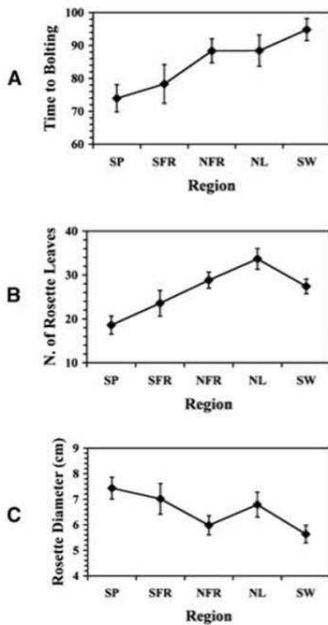 A
Time to Bolting
100
90
80
70
60
SP SFR NFR NL SW
Region
B
N. of Rosette Leaves
40
30
20
10
SP SFR NFR NL SW
Region
C
Rosette Diameter (cm)
9
8
7
6
5
4
SP SFR NFR NL SW
Region